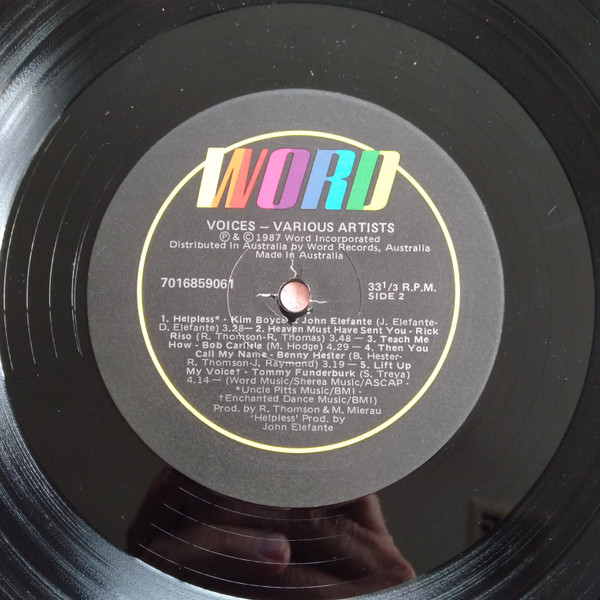 WORD
VOICES – VARIOUS ARTISTS
Ⓟ & © 1987 Word Incorporated
Distributed in Australia by Word Records, Australia
Made in Australia
7016859061
33 1/3 R.P.M.
SIDE 2
1. Helpless* - Kim Boyce & John Elefante (J. Elefante-
D. Elefante) 3.28— 2. Heaven Must Have Sent You - Rick
Riso (R. Thomson-R. Thomas) 3.48 — 3. Teach Me
How - Bob Carlisle (M. Hodge) 4.29 — 4. Then You
Call My Name - Benny Hester (B. Hester-
R. Thomson-J. Raymond) 3.19 — 5. Lift Up
My Voice† - Tommy Funderburk (S. Treya)
4.14 — (Word Music/Sherea Music/ASCAP -
*Uncle Pitts Music/BMI -
†Enchanted Dance Music/BMI)
Prod. by R. Thomson & M. Mierau
'Helpless' Prod. by
John Elefante